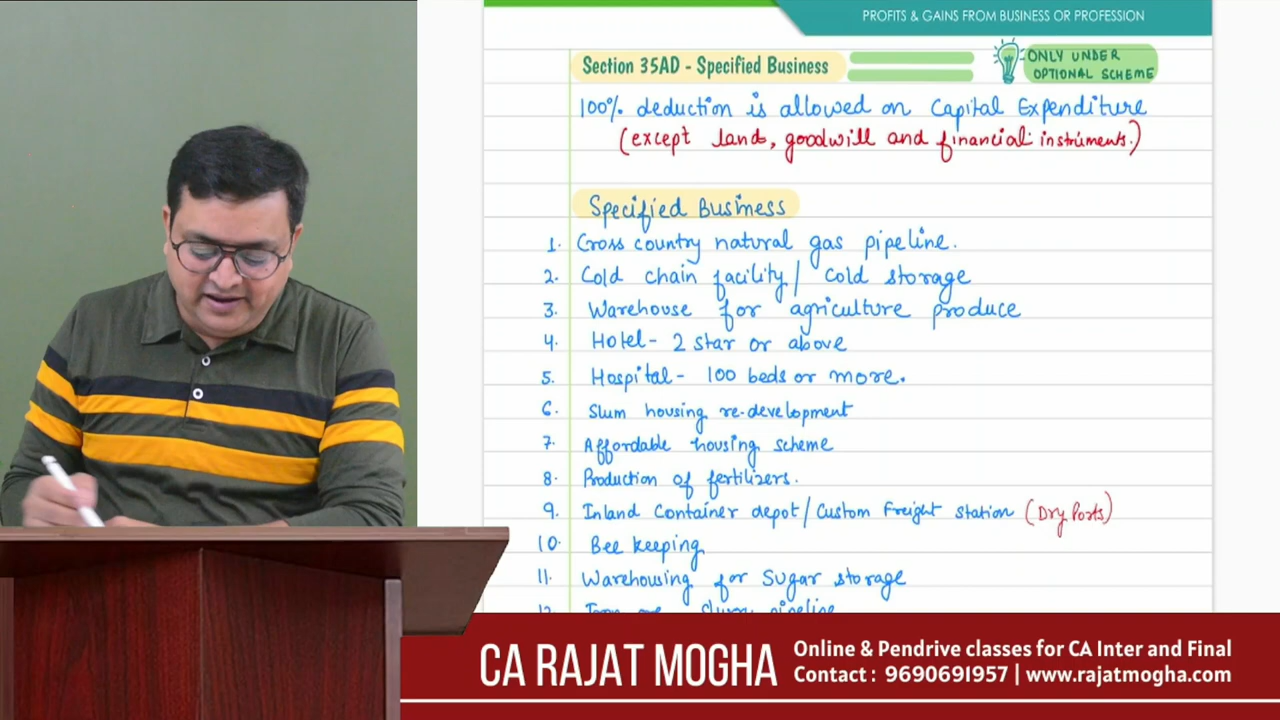 PROFITS & GAINS FROM BUSINESS OR PROFESSION
Section 35AD - Specified Business
ONLY UNDER
OPTIONAL SCHEME
100% deduction is allowed on Capital Expenditure
(except land, goodwill and financial instruments.)
Specified Business
1. Cross country natural gas pipeline.
2. Cold chain facility/ cold storage
3. Warehouse for agriculture produce
4. Hotel- 2 star or above
5. Hospital- 100 beds or more.
6. Slum housing re-development
7. Affordable housing scheme
8. Production of fertilizers.
9. Inland Container depot/Custom Freight station (Dry Ports)
10. Bee keeping
11. Warehousing for sugar storage
12. Iron ore slurry pipeline
CA RAJAT MOGHA
Online & Pendrive classes for CA Inter and Final
Contact : 9690691957 | www.rajatmogha.com